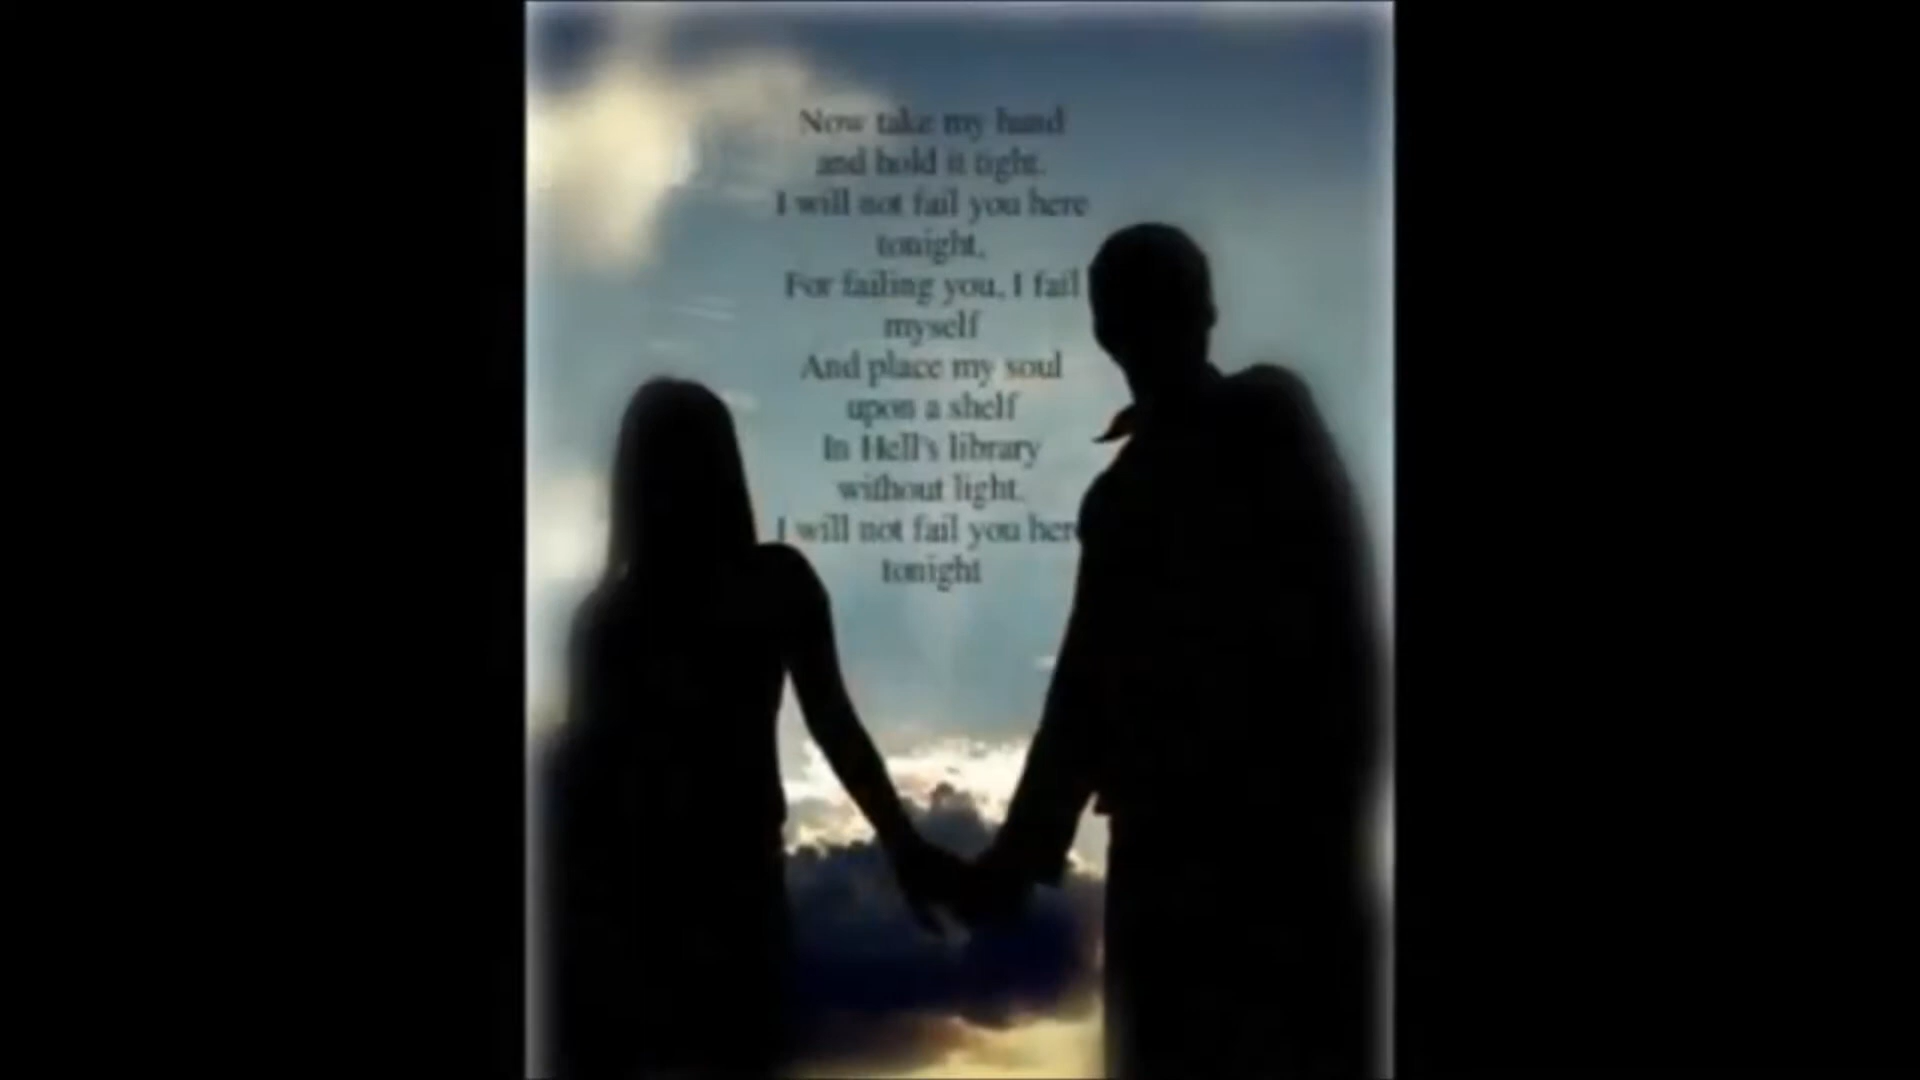 Now take my hand
and hold it tight.
I will not fail you here
tonight,
For failing you, I fail
myself
And place my soul
upon a shelf
In Hell's library
without light.
I will not fail you here
tonight